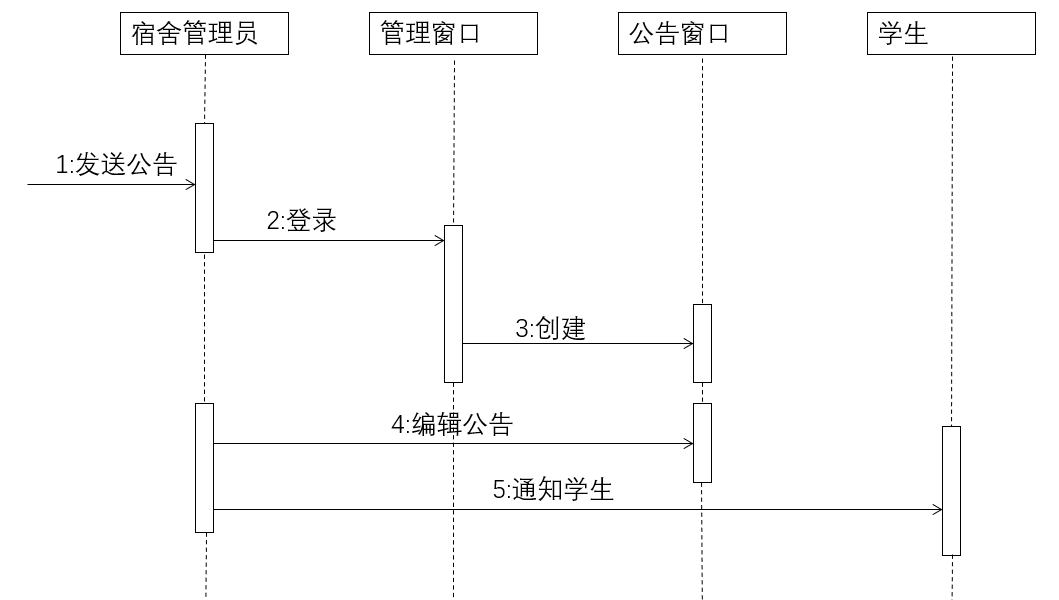 宿舍管理员
管理窗口
公告窗口
学生
1:发送公告
2:登录
3:创建
4:编辑公告
5:通知学生